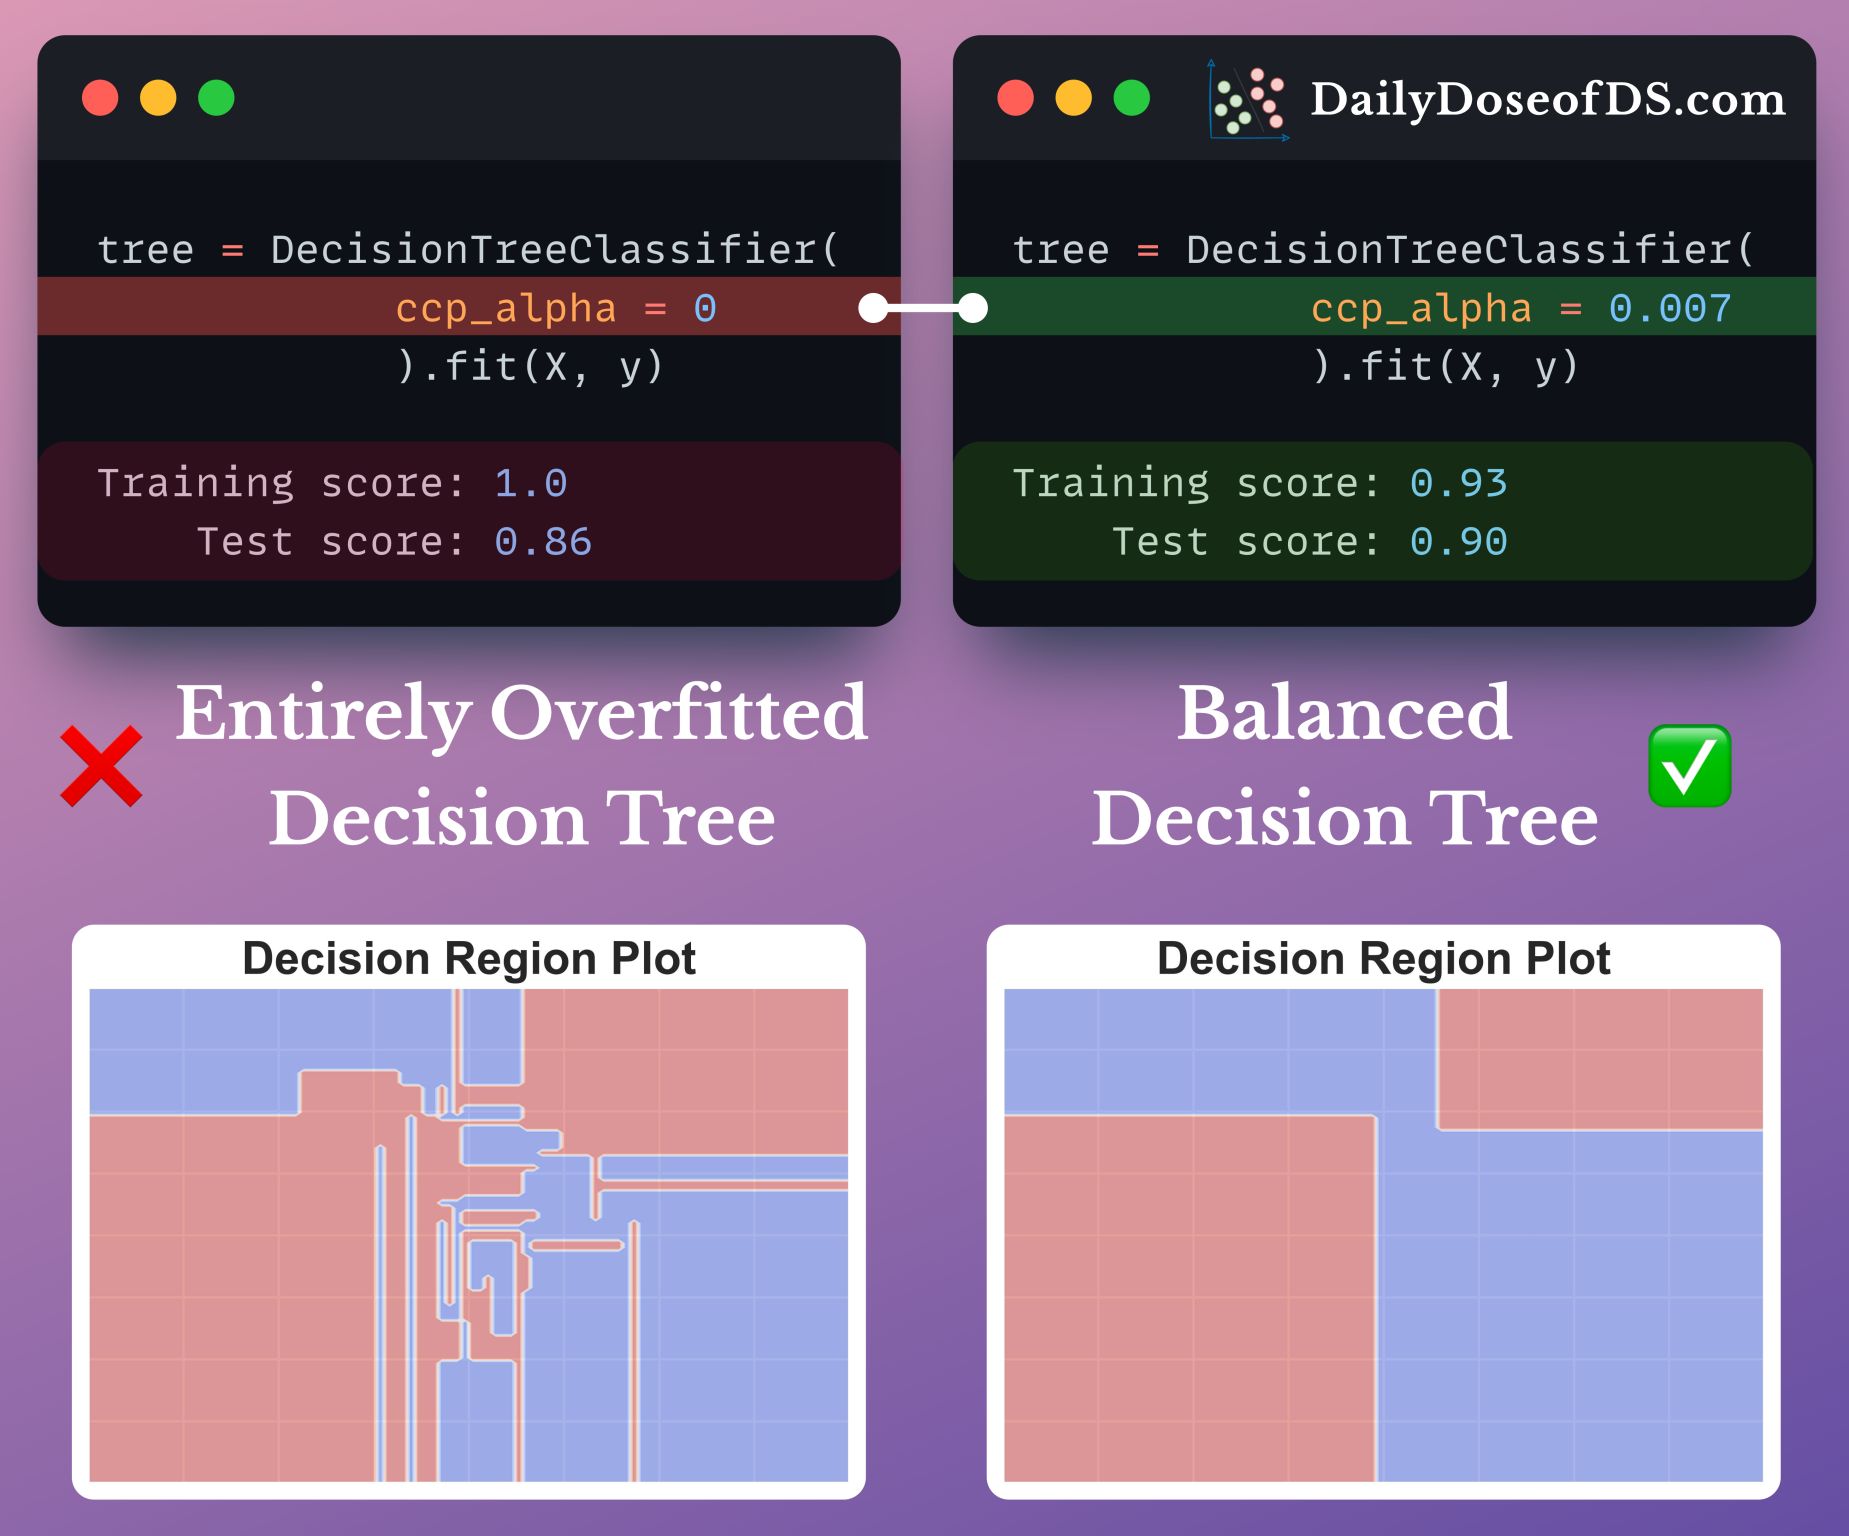 tree = DecisionTreeClassifier(
ccp_alpha = 0
).fit(X, y)
Training score: 1.0
Test score: 0.86
DailyDoseofDS.com
tree = DecisionTreeClassifier(
ccp_alpha = 0.007
).fit(X, y)
Training score: 0.93
Test score: 0.90
Entirely Overfitted
Decision Tree
Balanced
Decision Tree
Decision Region Plot
Decision Region Plot